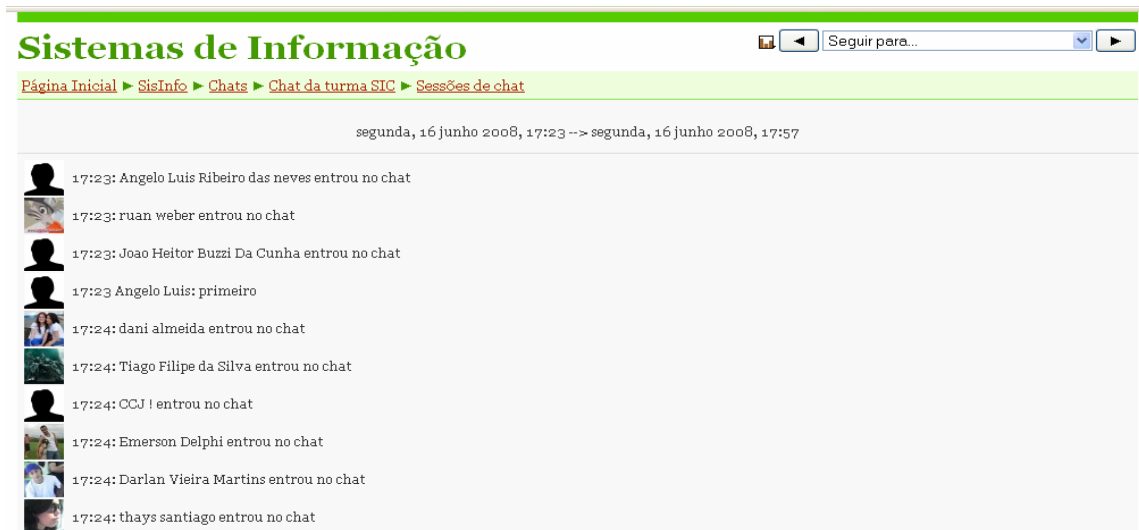 Sistemas de Informação
Seguir para...
Página Inicial ► SisInfo ► Chats ► Chat da turma SIC ► Sessões de chat
segunda, 16 junho 2008, 17:23 --> segunda, 16 junho 2008, 17:57
17:23: Angelo Luis Ribeiro das neves entrou no chat
17:23: ruan weber entrou no chat
17:23: Joao Heitor Buzzi Da Cunha entrou no chat
17:23 Angelo Luis: primeiro
17:24: dani almeida entrou no chat
17:24: Tiago Filipe da Silva entrou no chat
17:24: CCJ ! entrou no chat
17:24: Emerson Delphi entrou no chat
17:24: Darlan Vieira Martins entrou no chat
17:24: thays santiago entrou no chat